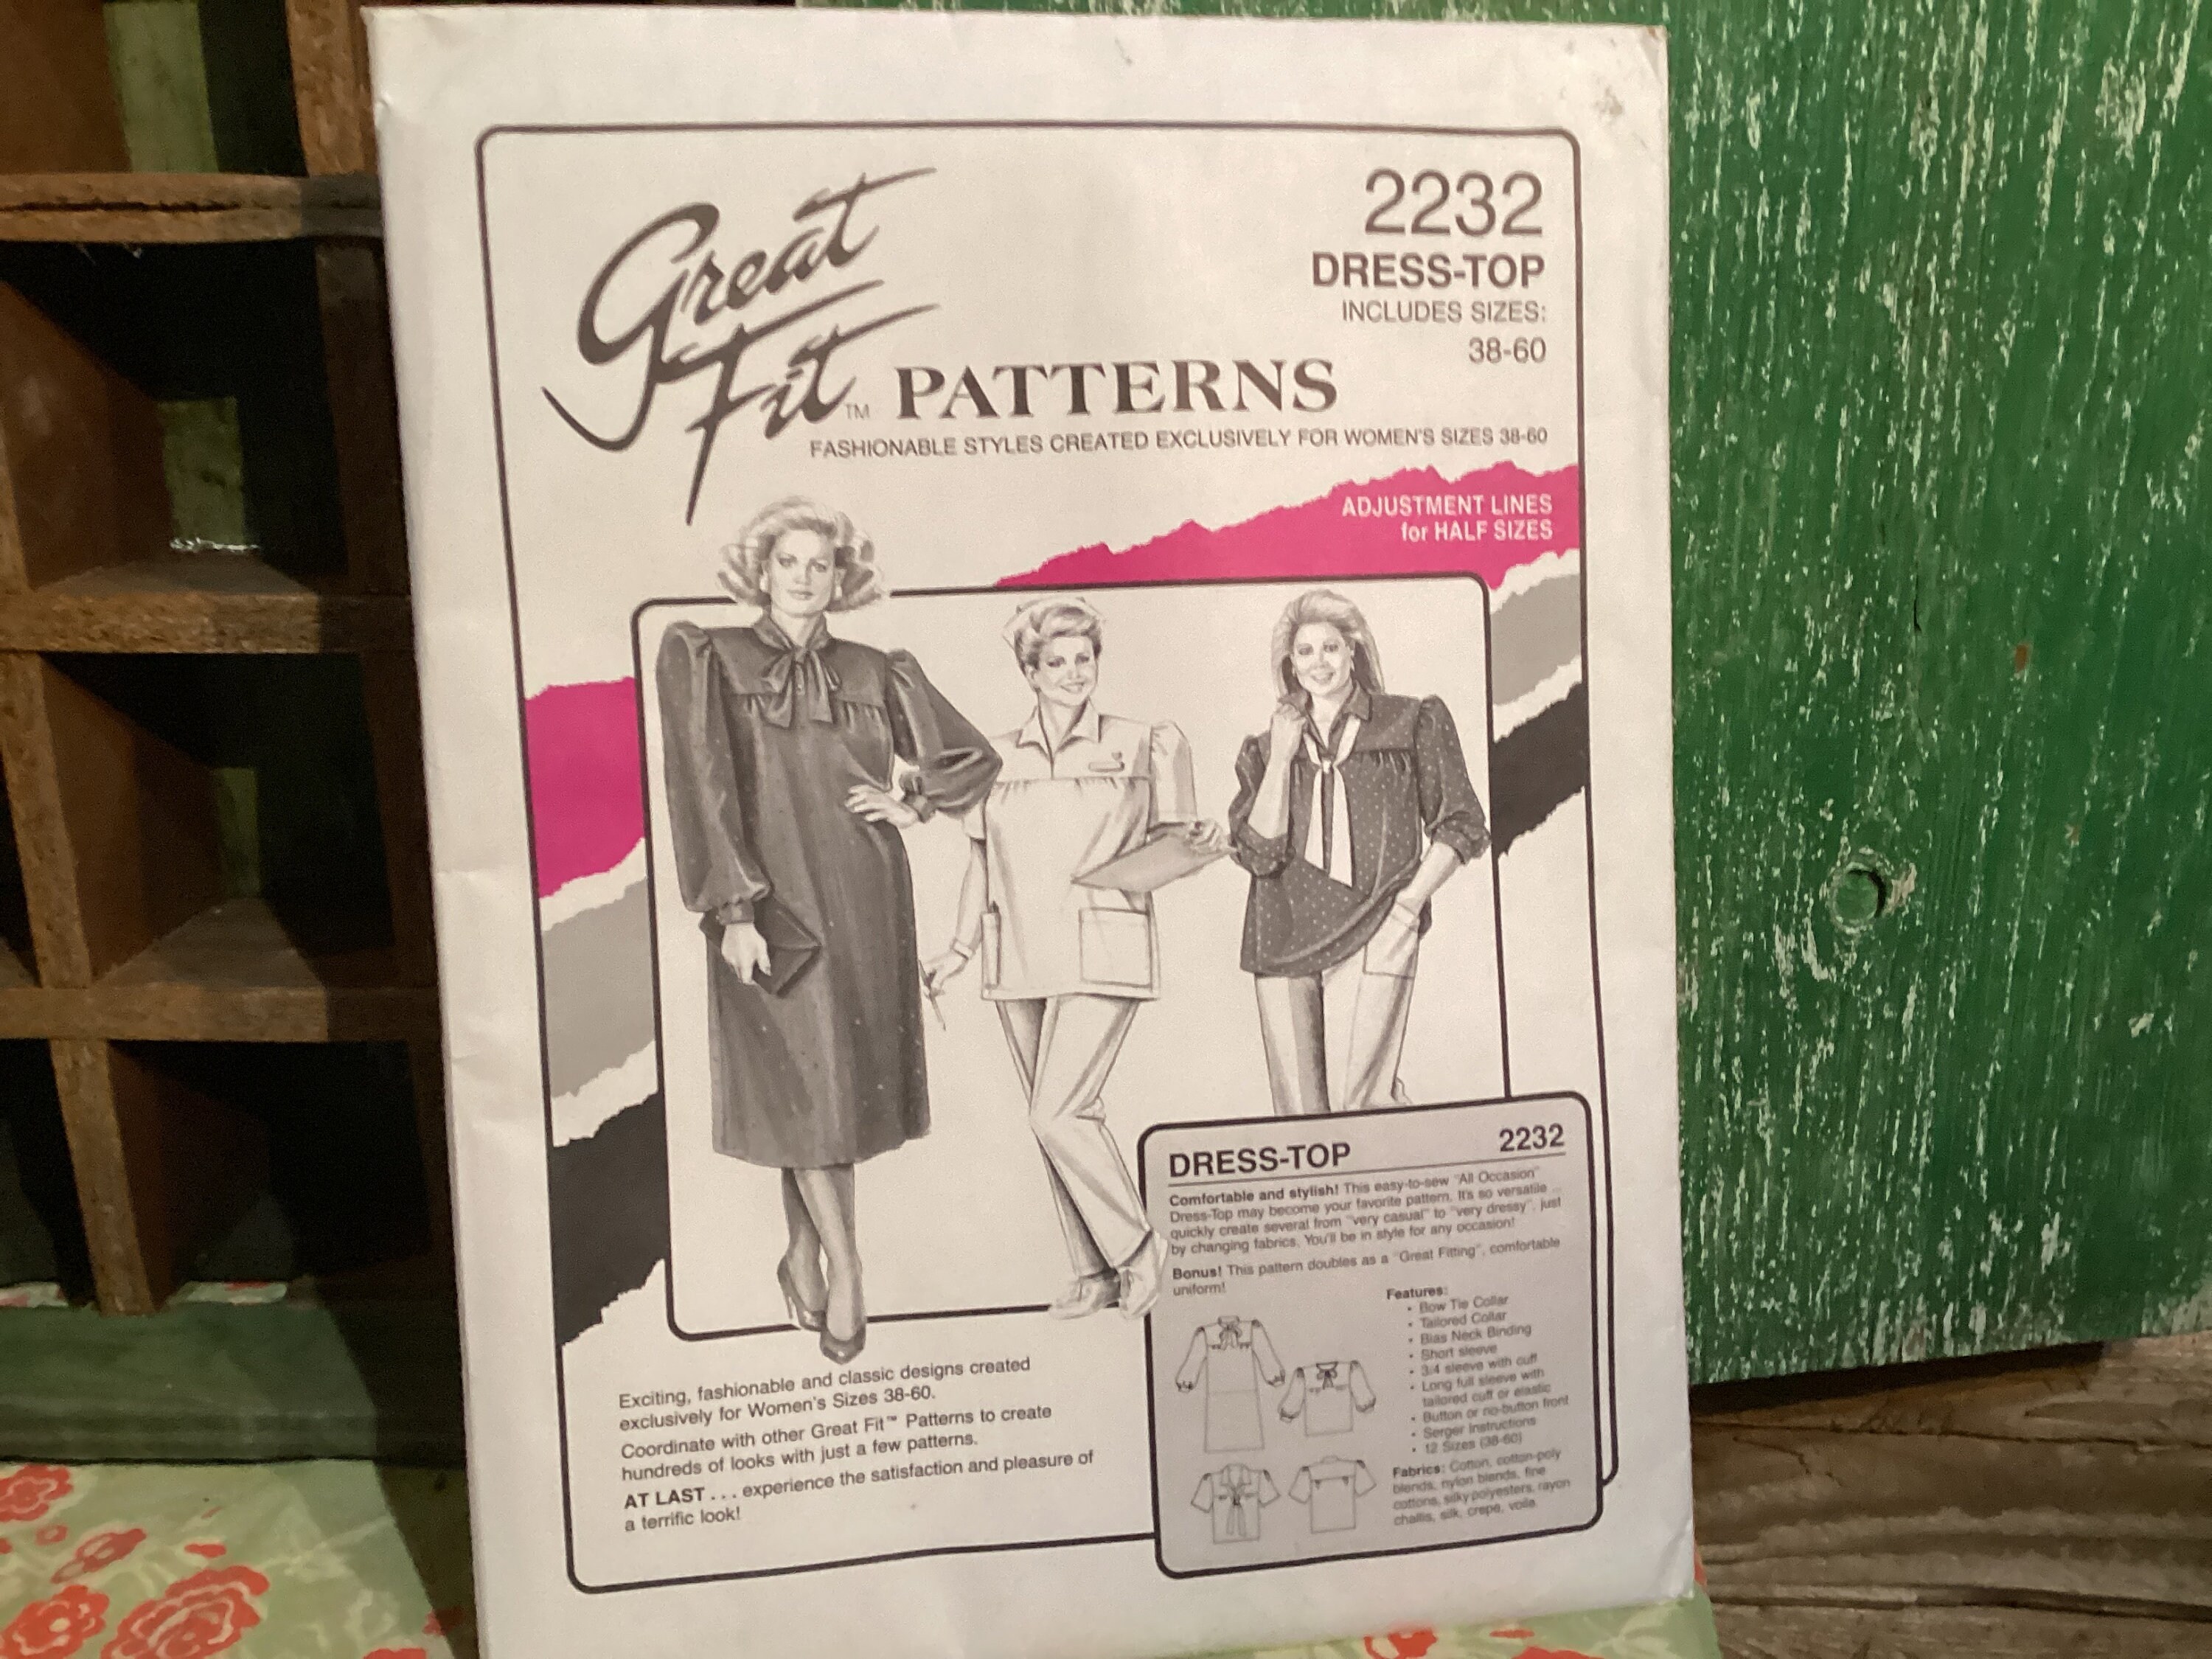 Great
Fit™ PATTERNS
2232
DRESS-TOP
INCLUDES SIZES:
38-60
FASHIONABLE STYLES CREATED EXCLUSIVELY FOR WOMEN'S SIZES 38-60
ADJUSTMENT LINES
for HALF SIZES
Exciting, fashionable and classic designs created
exclusively for Women's Sizes 38-60.
Coordinate with other Great Fit™ Patterns to create
hundreds of looks with just a few patterns.
AT LAST . . . experience the satisfaction and pleasure of
a terrific look!
DRESS-TOP 2232
Comfortable and stylish! This easy-to-sew "All Occasion"
Dress-Top may become your favorite pattern. It's so versatile ...
quickly create several from "very casual" to "very dressy", just
by changing fabrics. You'll be in style for any occasion!
Bonus! This pattern doubles as a "Great Fitting", comfortable
uniform!
Features:
• Bow Tie Collar
• Tailored Collar
• Bias Neck Binding
• Short sleeve
• 3/4 sleeve with cuff
• Long full sleeve with
tailored cuff or elastic
• Button or no-button front
• Serger Instructions
• 12 Sizes (38-60)
Fabrics: Cotton, cotton-poly
blends, nylon blends, fine
cottons, silky polyesters, rayon
challis, silk, crepe, voile.